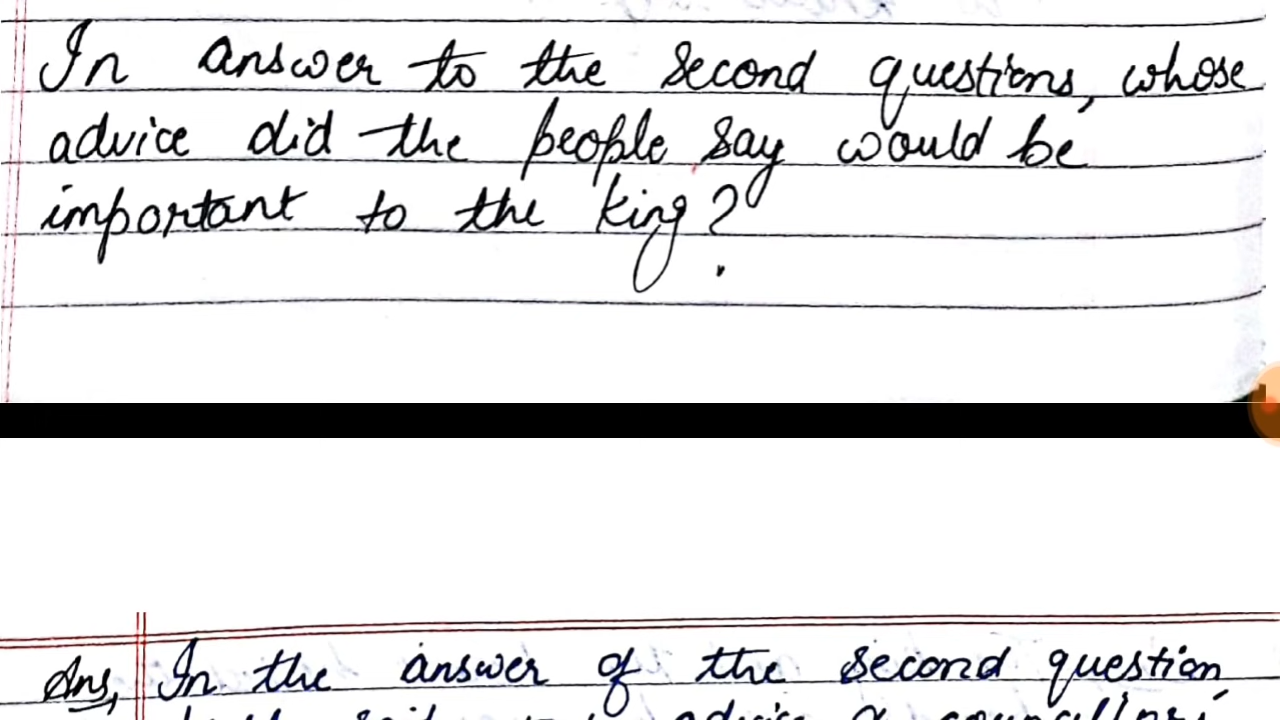 In answer to the second questions, whose
advice did the people say would be
important to the king?
Ans, In the answer of the second question,